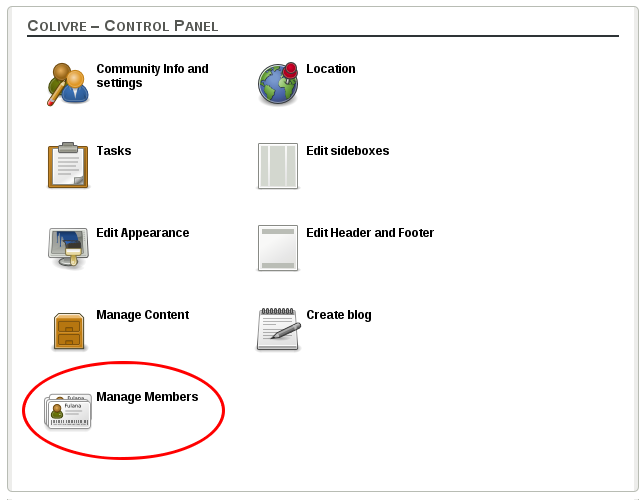 COLIVRE – CONTROL PANEL
Community Info and
settings
Location
Tasks
Edit sideboxes
Edit Appearance
Edit Header and Footer
Manage Content
Create blog
Manage Members
Fulana
Fulana